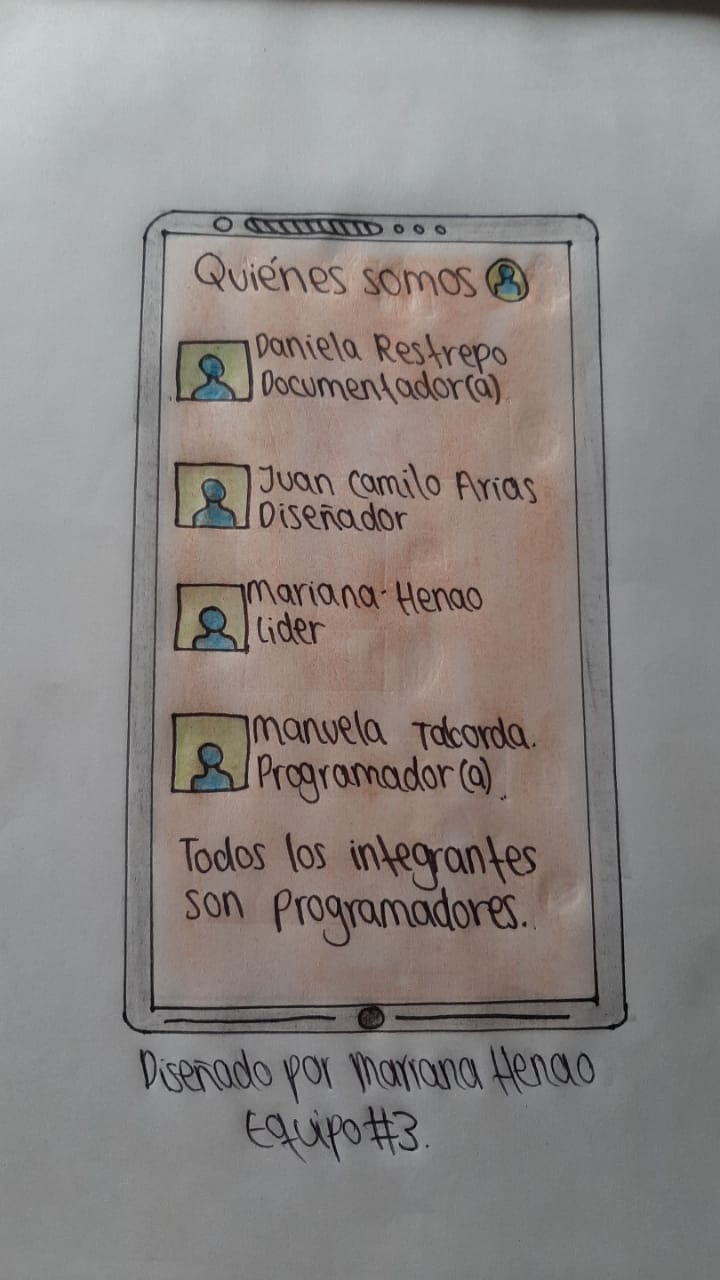 Quiénes somos
Daniela Restrepo
Documentador(a)
Juan Camilo Arias
Diseñador
Mariana Henao
Lider
Manuela Taborda.
Programador(a).
Todos los integrantes
son Programadores.
Diseñado por Mariana Henao
Equipo #3.